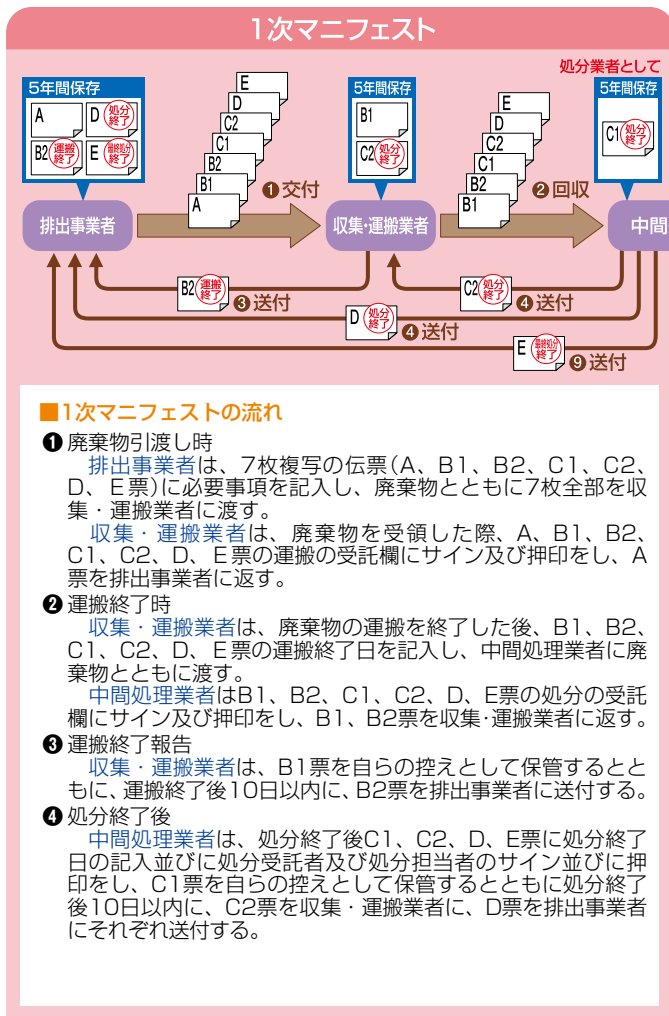 1次マニフェスト
処分業者として
5年間保存
A
D
処分
終了
B2
運搬
終了
E
最終処分
終了
E
D
C2
C1
B2
B1
A
❶交付
5年間保存
B1
C2
処分
終了
E
D
C2
C1
B2
B1
❷回収
5年間保存
C1
処分
終了
排出事業者
収集・運搬業者
中間
B2
運搬
終了
❸送付
C2
処分
終了
❹送付
D
処分
終了
❹送付
E
最終処分
終了
❾送付
■1次マニフェストの流れ
❶ 廃棄物引渡し時
排出事業者は、7枚複写の伝票(A、B1、B2、C1、C2、
D、E票)に必要事項を記入し、廃棄物とともに7枚全部を収
集・運搬業者に渡す。
収集・運搬業者は、廃棄物を受領した際、A、B1、B2、
C1、C2、D、E票の運搬の受託欄にサイン及び押印をし、A
票を排出事業者に返す。
❷ 運搬終了時
収集・運搬業者は、廃棄物の運搬を終了した後、B1、B2、
C1、C2、D、E票の運搬終了日を記入し、中間処理業者に廃
棄物とともに渡す。
中間処理業者はB1、B2、C1、C2、D、E票の処分の受託
欄にサイン及び押印をし、B1、B2票を収集・運搬業者に返す。
❸ 運搬終了報告
収集・運搬業者は、B1票を自らの控えとして保管するとと
もに、運搬終了後10日以内に、B2票を排出事業者に送付する。
❹ 処分終了後
中間処理業者は、処分終了後C1、C2、D、E票に処分終了
日の記入並びに処分受託者及び処分担当者のサイン並びに押
印をし、C1票を自らの控えとして保管するとともに処分終了
後10日以内に、C2票を収集・運搬業者に、D票を排出事業者
にそれぞれ送付する。